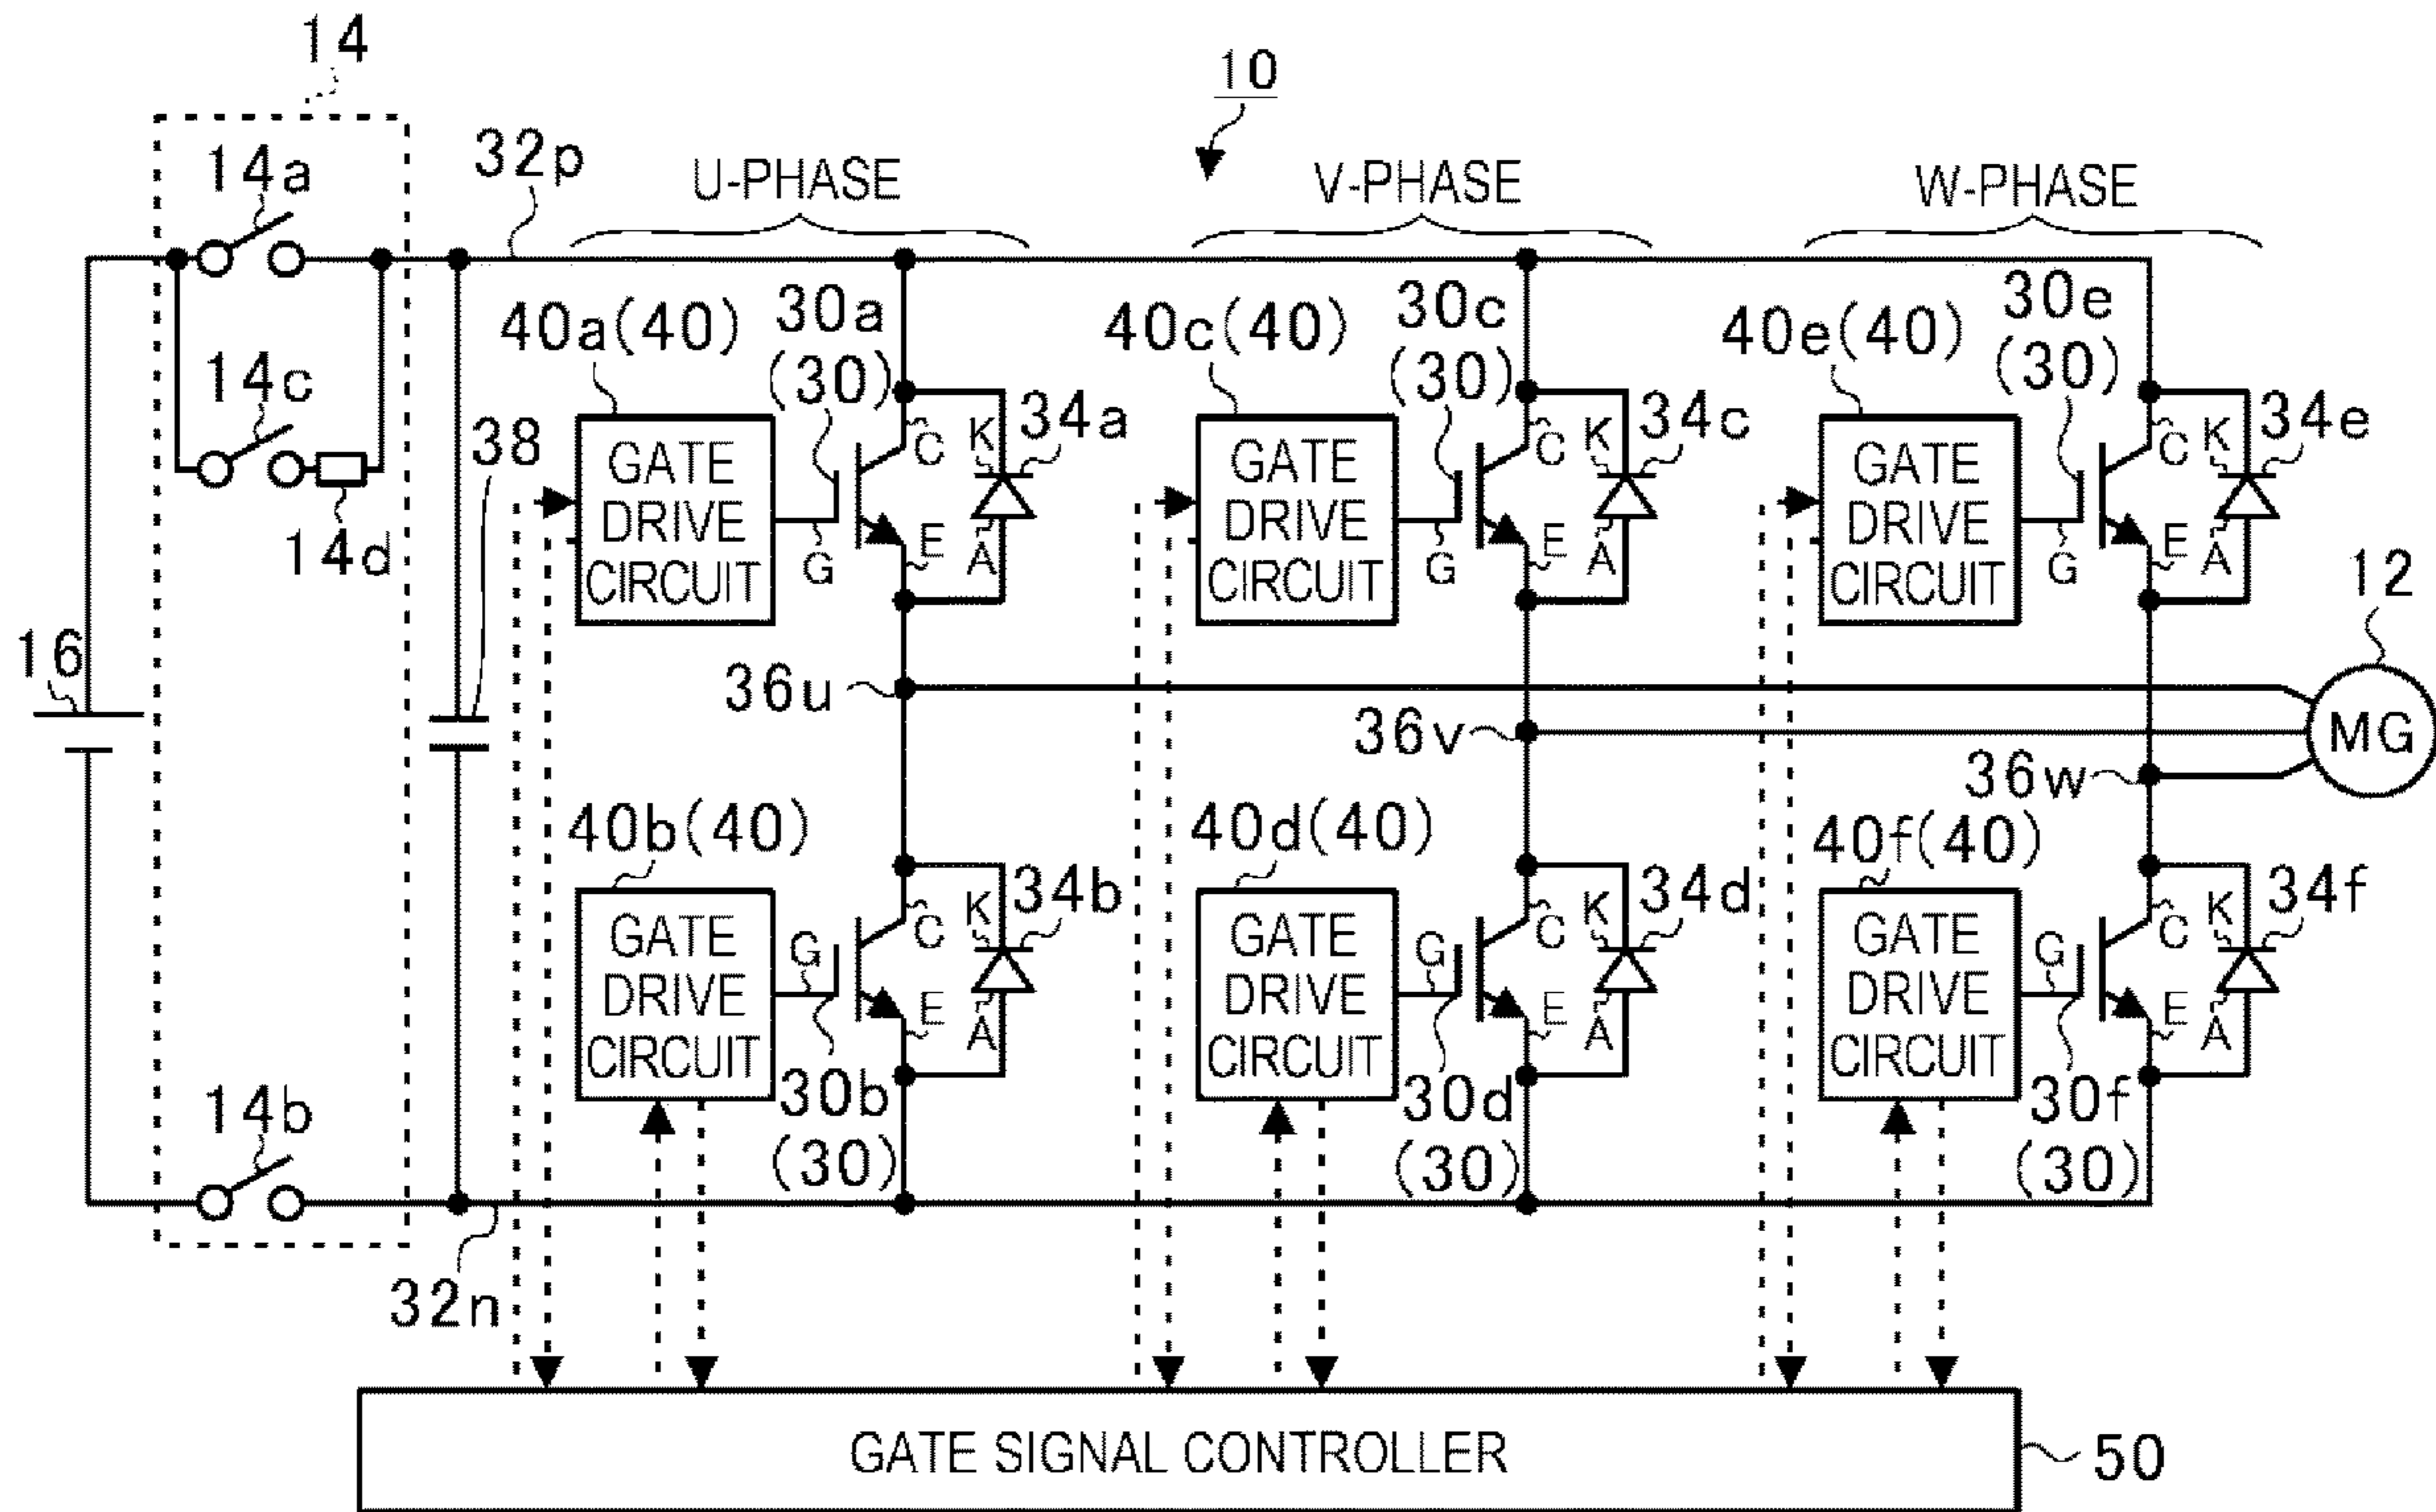 14
10
14a
32p
U-PHASE
V-PHASE
W-PHASE
40a(40)
30a
(30)
40c(40)
30c
(30)
40e(40)
30e
(30)
14c
38
14d
GATE
DRIVE
CIRCUIT
G
C
E
K
A
34a
GATE
DRIVE
CIRCUIT
G
C
E
K
A
34c
GATE
DRIVE
CIRCUIT
G
C
E
K
A
34e
16
12
MG
36u
36v
36w
40b(40)
40d(40)
40f(40)
GATE
DRIVE
CIRCUIT
G
C
E
K
A
34b
GATE
DRIVE
CIRCUIT
G
C
E
K
A
34d
GATE
DRIVE
CIRCUIT
G
C
E
K
A
34f
14b
30b
(30)
30d
(30)
30f
(30)
32n
GATE SIGNAL CONTROLLER
50